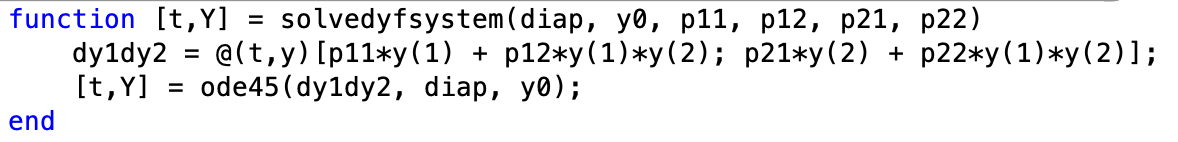 function [t,Y] = solvedyfsystem(diap, y0, p11, p12, p21, p22)
    dy1dy2 = @(t,y)[p11*y(1) + p12*y(1)*y(2); p21*y(2) + p22*y(1)*y(2)];
    [t,Y] = ode45(dy1dy2, diap, y0);
end